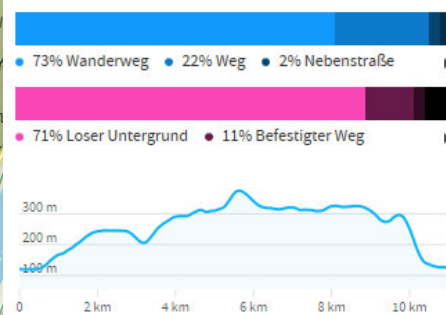 73% Wanderweg 22% Weg 2% Nebenstraße
71% Loser Untergrund 11% Befestigter Weg
300 m
200 m
100 m
0 2 km 4 km 6 km 8 km 10 km